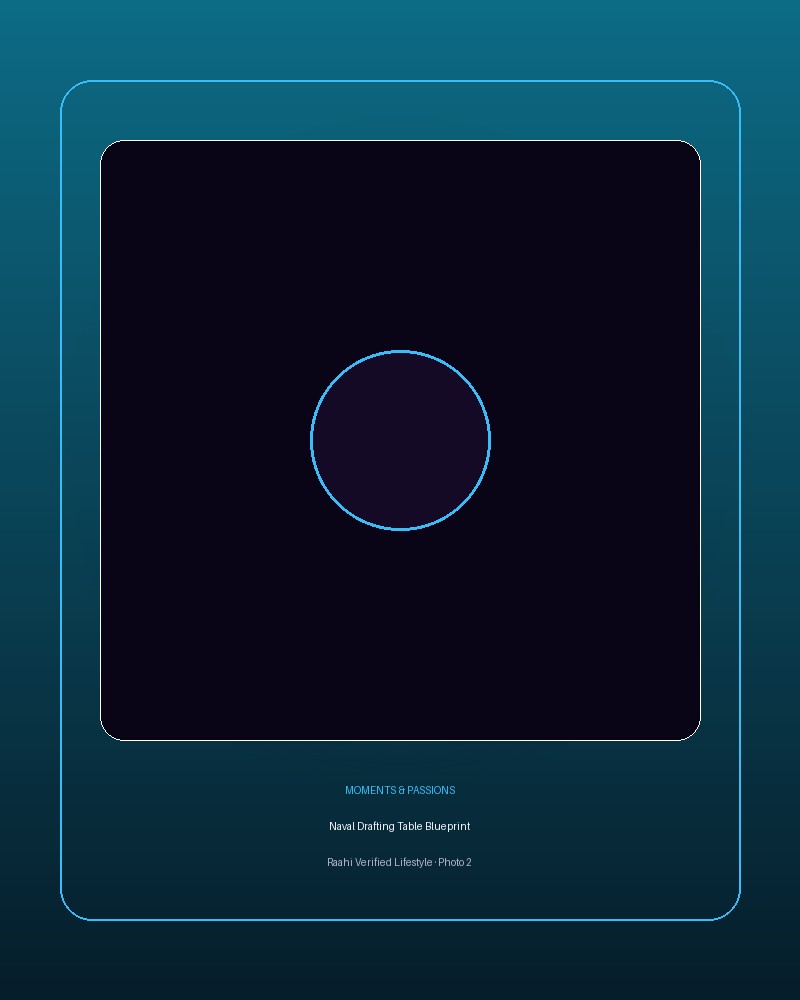 MOMENTS & PASSIONS
Naval Drafting Table Blueprint
Raahi Verified Lifestyle · Photo 2